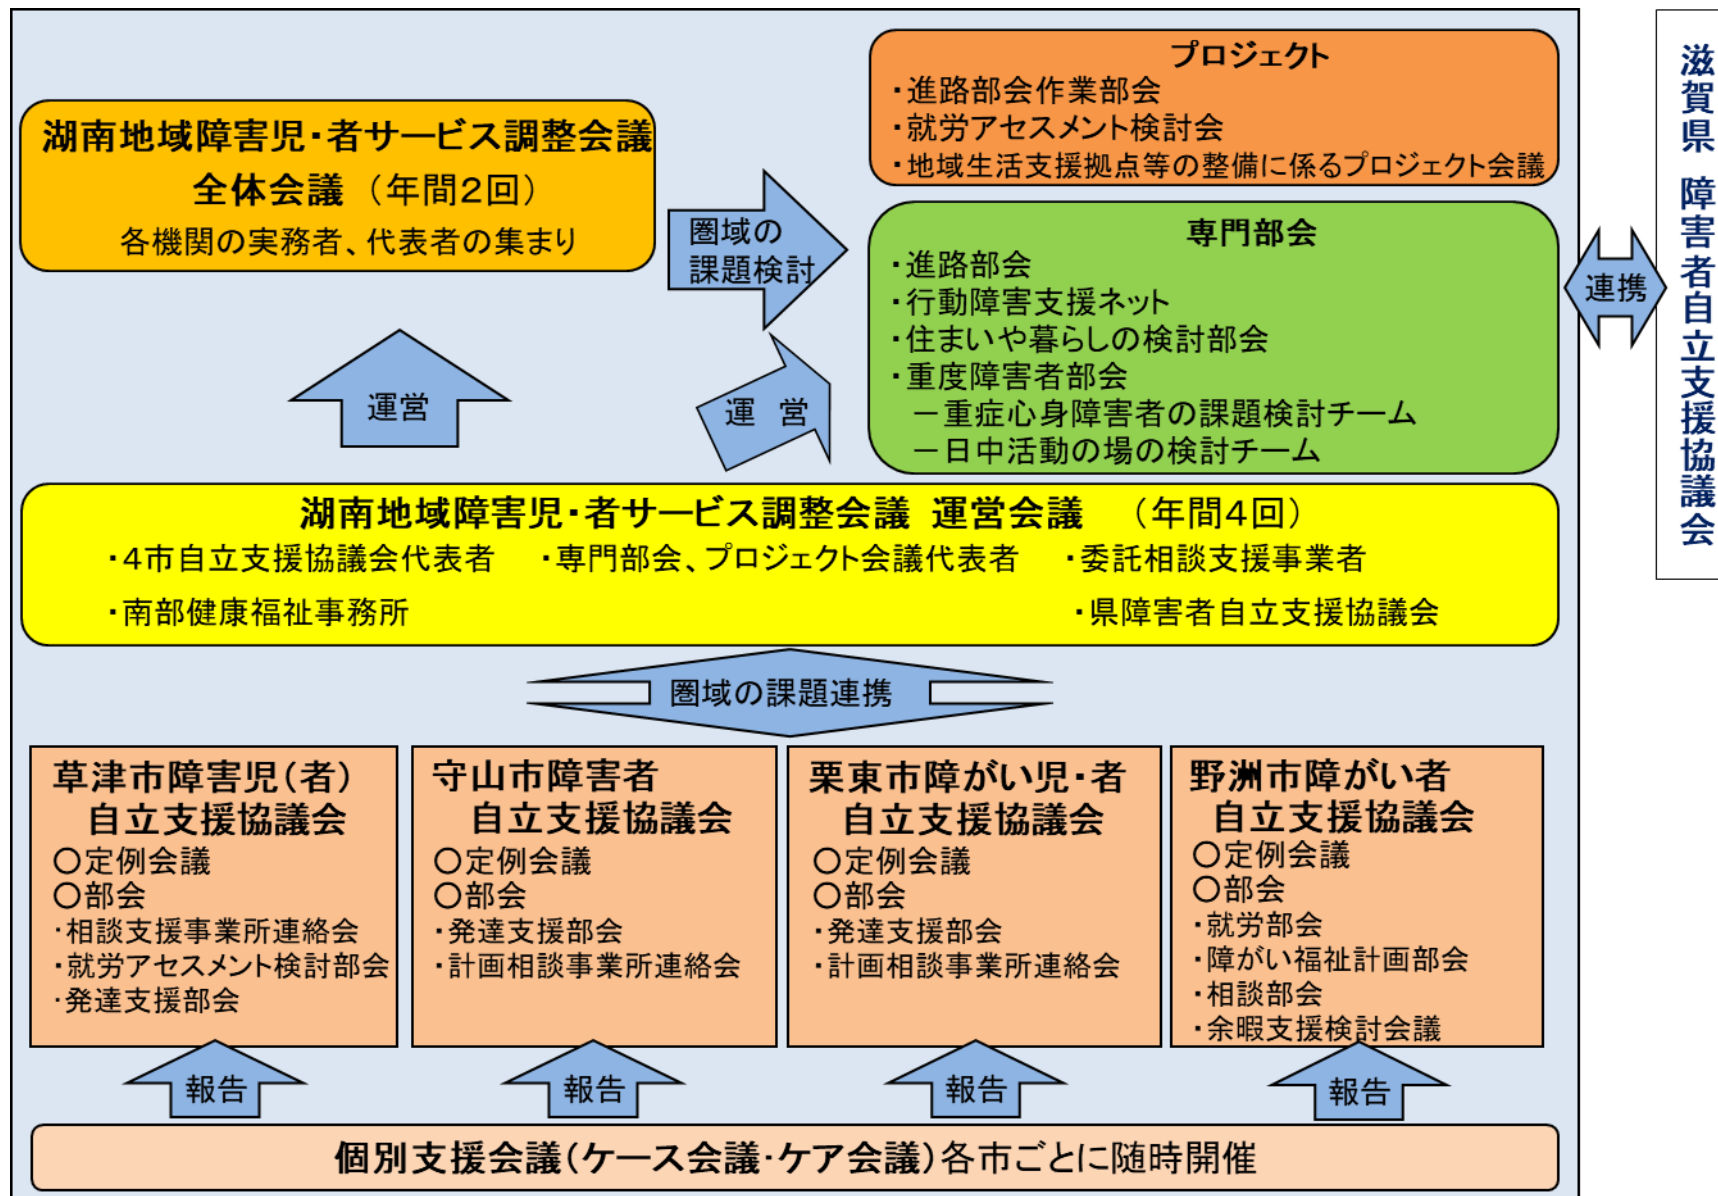 湖南地域障害児・者サービス調整会議
全体会議（年間2回）
各機関の実務者、代表者の集まり
圏域の
課題検討
プロジェクト
・進路部会作業部会
・就労アセスメント検討会
・地域生活支援拠点等の整備に係るプロジェクト会議
専門部会
・進路部会
・行動障害支援ネット
・住まいや暮らしの検討部会
・重度障害者部会
－重症心身障害者の課題検討チーム
－日中活動の場の検討チーム
連携
滋賀県 障害者自立支援協議会
運営
運 営
湖南地域障害児・者サービス調整会議 運営会議 （年間4回）
・4市自立支援協議会代表者 ・専門部会、プロジェクト会議代表者 ・委託相談支援事業者
・南部健康福祉事務所 ・県障害者自立支援協議会
圏域の課題連携
草津市障害児（者）
自立支援協議会
〇定例会議
〇部会
・相談支援事業所連絡会
・就労アセスメント検討部会
・発達支援部会
守山市障害者
自立支援協議会
〇定例会議
〇部会
・発達支援部会
・計画相談事業所連絡会
栗東市障がい児・者
自立支援協議会
〇定例会議
〇部会
・発達支援部会
・計画相談事業所連絡会
野洲市障がい者
自立支援協議会
〇定例会議
〇部会
・就労部会
・障がい福祉計画部会
・相談部会
・余暇支援検討会議
報告
報告
報告
報告
個別支援会議（ケース会議・ケア会議）各市ごとに随時開催